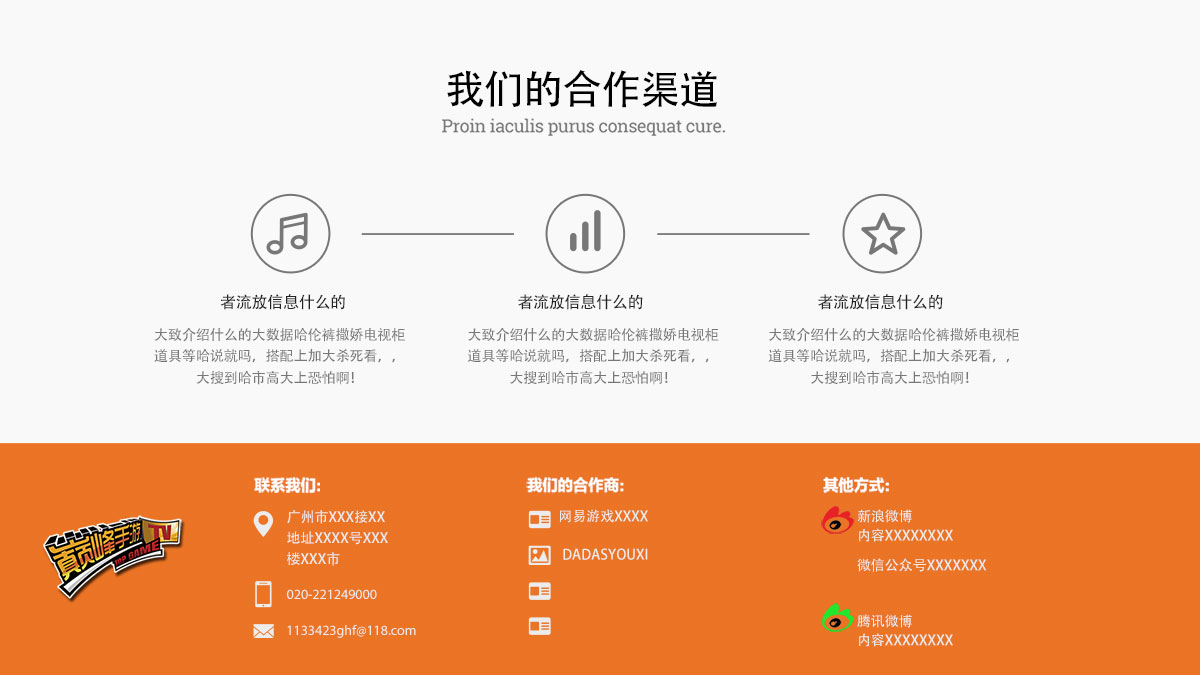 我们的合作渠道
Proin iaculis purus consequat cure.
者流放信息什么的
大致介绍什么的大数据哈伦裤撒娇电视柜
道具等哈说就吗，搭配上加大杀死看，，
大搜到哈市高大上恐怕啊！
者流放信息什么的
大致介绍什么的大数据哈伦裤撒娇电视柜
道具等哈说就吗，搭配上加大杀死看，，
大搜到哈市高大上恐怕啊！
者流放信息什么的
大致介绍什么的大数据哈伦裤撒娇电视柜
道具等哈说就吗，搭配上加大杀死看，，
大搜到哈市高大上恐怕啊！
巅峰手游TV
TOP GAME
联系我们:
广州市XXX接XX
地址XXXX号XXX
楼XXX市
020-221249000
1133423ghf@118.com
我们的合作商:
网易游戏XXXX
DADASYOUXI
其他方式:
新浪微博
内容XXXXXXXX
微信公众号XXXXXXX
腾讯微博
内容XXXXXXXX